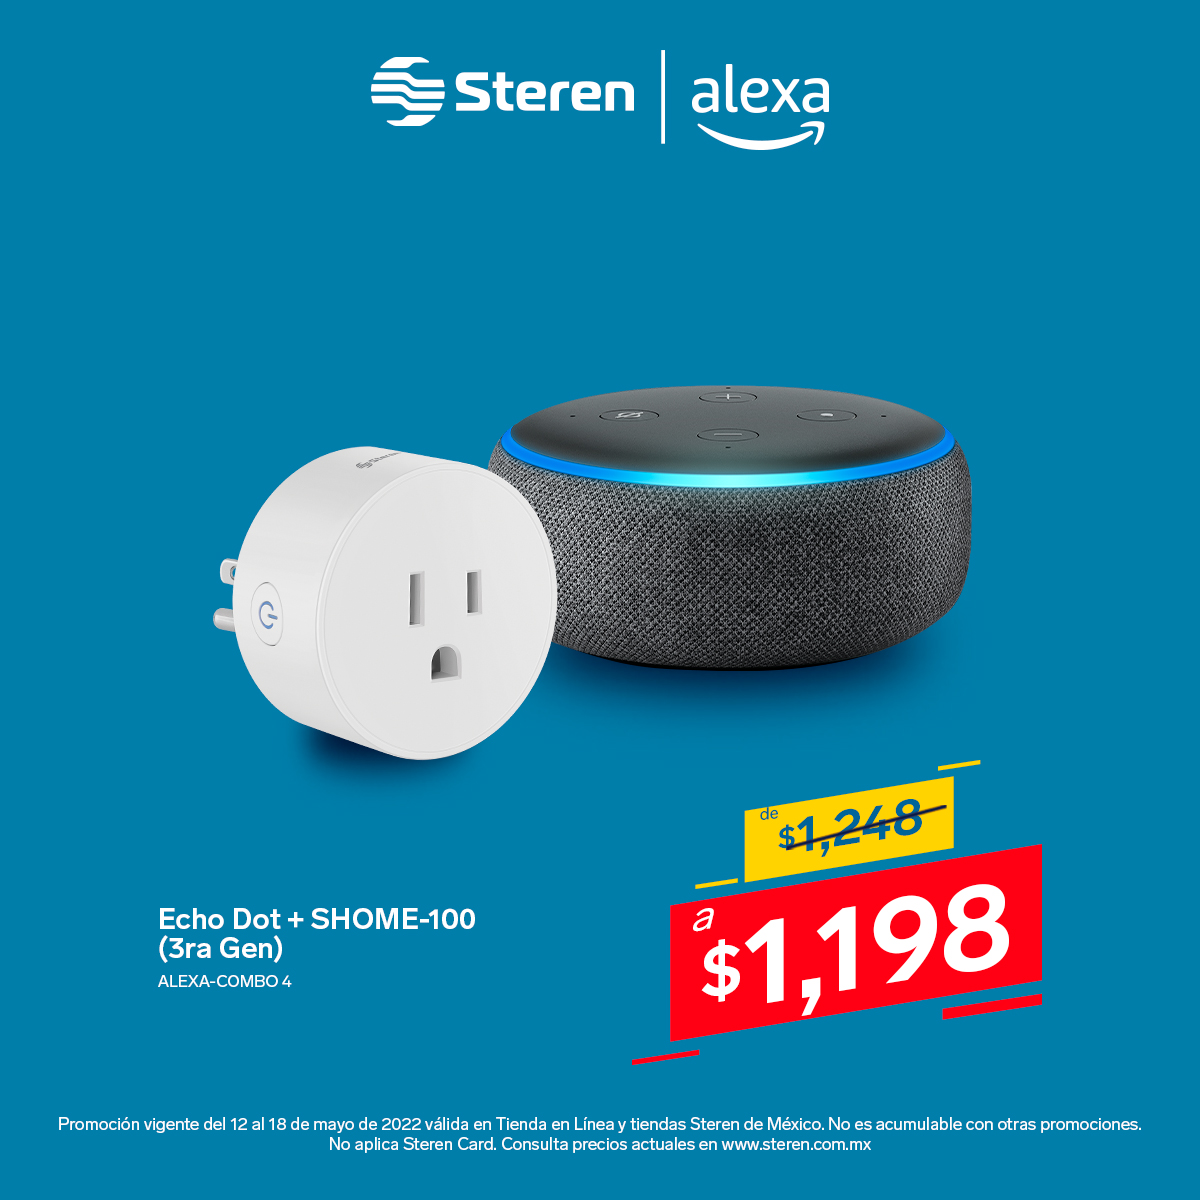 Steren | alexa
Steren
de
$1,248
a
$1,198
Echo Dot + SHOME-100
(3ra Gen)
ALEXA-COMBO 4
Promoción vigente del 12 al 18 de mayo de 2022 válida en Tienda en Línea y tiendas Steren de México. No es acumulable con otras promociones.
No aplica Steren Card. Consulta precios actuales en www.steren.com.mx